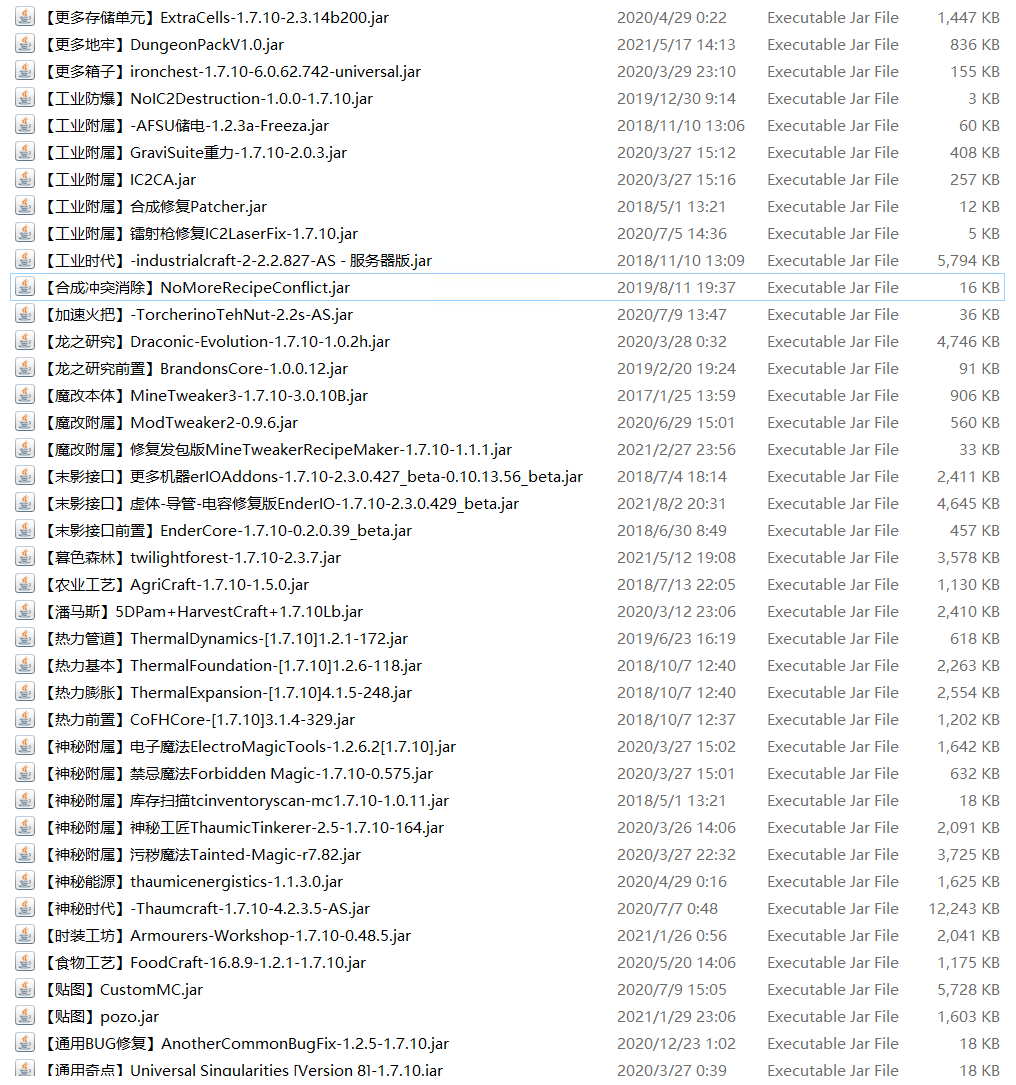 【更多存储单元】ExtraCells-1.7.10-2.3.14b200.jar 2020/4/29 0:22 Executable Jar File 1,447 KB
【更多地牢】DungeonPackV1.0.jar 2021/5/17 14:13 Executable Jar File 836 KB
【更多箱子】ironchest-1.7.10-6.0.62.742-universal.jar 2020/3/29 23:10 Executable Jar File 155 KB
【工业防爆】NoIC2Destruction-1.0.0-1.7.10.jar 2019/12/30 9:14 Executable Jar File 3 KB
【工业附属】-AFSU储电-1.2.3a-Freeza.jar 2018/11/10 13:06 Executable Jar File 60 KB
【工业附属】GraviSuite重力-1.7.10-2.0.3.jar 2020/3/27 15:12 Executable Jar File 408 KB
【工业附属】IC2CA.jar 2020/3/27 15:16 Executable Jar File 257 KB
【工业附属】合成修复Patcher.jar 2018/5/1 13:21 Executable Jar File 12 KB
【工业附属】镭射枪修复IC2LaserFix-1.7.10.jar 2020/7/5 14:36 Executable Jar File 5 KB
【工业时代】-industrialcraft-2-2.2.827-AS - 服务器版.jar 2018/11/10 13:09 Executable Jar File 5,794 KB
【合成冲突消除】NoMoreRecipeConflict.jar 2019/8/11 19:37 Executable Jar File 16 KB
【加速火把】-TorcherinoTehNut-2.2s-AS.jar 2020/7/9 13:47 Executable Jar File 36 KB
【龙之研究】Draconic-Evolution-1.7.10-1.0.2h.jar 2020/3/28 0:32 Executable Jar File 4,746 KB
【龙之研究前置】BrandonsCore-1.0.0.12.jar 2019/2/20 19:24 Executable Jar File 91 KB
【魔改本体】MineTweaker3-1.7.10-3.0.10B.jar 2017/1/25 13:59 Executable Jar File 906 KB
【魔改附属】ModTweaker2-0.9.6.jar 2020/6/29 15:01 Executable Jar File 560 KB
【魔改附属】修复发包版MineTweakerRecipeMaker-1.7.10-1.1.1.jar 2021/2/27 23:56 Executable Jar File 33 KB
【末影接口】更多机器erIOAddons-1.7.10-2.3.0.427_beta-0.10.13.56_beta.jar 2018/7/4 18:14 Executable Jar File 2,411 KB
【末影接口】虚体-导管-电容修复版EnderIO-1.7.10-2.3.0.429_beta.jar 2021/8/2 20:31 Executable Jar File 4,645 KB
【末影接口前置】EnderCore-1.7.10-0.2.0.39_beta.jar 2018/6/30 8:49 Executable Jar File 457 KB
【暮色森林】twilightforest-1.7.10-2.3.7.jar 2021/5/12 19:08 Executable Jar File 3,578 KB
【农业工艺】AgriCraft-1.7.10-1.5.0.jar 2018/7/13 22:05 Executable Jar File 1,130 KB
【潘马斯】5DPam+HarvestCraft+1.7.10Lb.jar 2020/3/12 23:06 Executable Jar File 2,410 KB
【热力管道】ThermalDynamics-[1.7.10]1.2.1-172.jar 2019/6/23 16:19 Executable Jar File 618 KB
【热力基本】ThermalFoundation-[1.7.10]1.2.6-118.jar 2018/10/7 12:40 Executable Jar File 2,263 KB
【热力膨胀】ThermalExpansion-[1.7.10]4.1.5-248.jar 2018/10/7 12:40 Executable Jar File 2,554 KB
【热力前置】CoFHCore-[1.7.10]3.1.4-329.jar 2018/10/7 12:37 Executable Jar File 1,202 KB
【神秘附属】电子魔法ElectroMagicTools-1.2.6.2[1.7.10].jar 2020/3/27 15:02 Executable Jar File 1,642 KB
【神秘附属】禁忌魔法Forbidden Magic-1.7.10-0.575.jar 2020/3/27 15:01 Executable Jar File 632 KB
【神秘附属】库存扫描tcinventoryscan-mc1.7.10-1.0.11.jar 2018/5/1 13:21 Executable Jar File 18 KB
【神秘附属】神秘工匠ThaumicTinkerer-2.5-1.7.10-164.jar 2020/3/26 14:06 Executable Jar File 2,091 KB
【神秘附属】污秽魔法Tainted-Magic-r7.82.jar 2020/3/27 22:32 Executable Jar File 3,725 KB
【神秘能源】thaumicenergistics-1.1.3.0.jar 2020/4/29 0:16 Executable Jar File 1,625 KB
【神秘时代】-Thaumcraft-1.7.10-4.2.3.5-AS.jar 2020/7/7 0:48 Executable Jar File 12,243 KB
【时装工坊】Armourers-Workshop-1.7.10-0.48.5.jar 2021/1/26 0:56 Executable Jar File 2,041 KB
【食物工艺】FoodCraft-16.8.9-1.2.1-1.7.10.jar 2020/5/20 14:06 Executable Jar File 1,175 KB
【贴图】CustomMC.jar 2020/7/9 15:05 Executable Jar File 5,728 KB
【贴图】pozo.jar 2021/1/29 23:06 Executable Jar File 1,603 KB
【通用BUG修复】AnotherCommonBugFix-1.2.5-1.7.10.jar 2020/12/23 1:02 Executable Jar File 18 KB
【通用奇点】Universal Singularities [Version 8]-1.7.10.jar 2020/3/27 0:39 Executable Jar File 18 KB